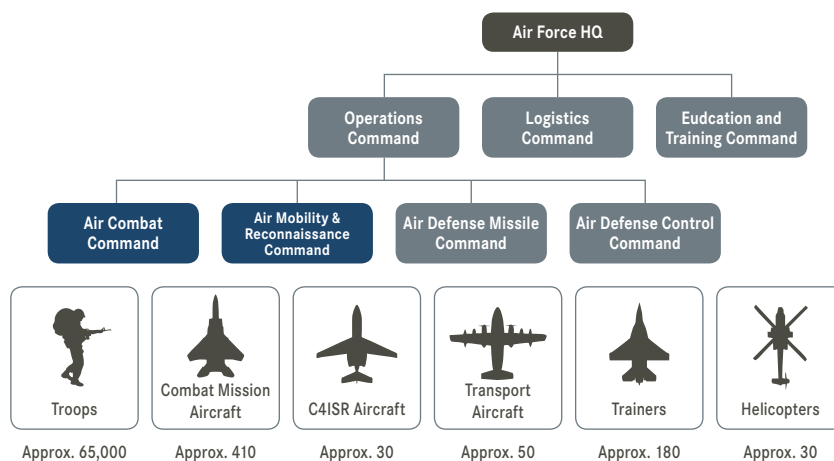 Air Force HQ
Operations
Command
Logistics
Command
Eudcation and
Training Command
Air Combat
Command
Air Mobility &
Reconnaissance
Command
Air Defense Missile
Command
Air Defense Control
Command
Troops
Combat Mission
Aircraft
C4ISR Aircraft
Transport
Aircraft
Trainers
Helicopters
Approx. 65,000
Approx. 410
Approx. 30
Approx. 50
Approx. 180
Approx. 30